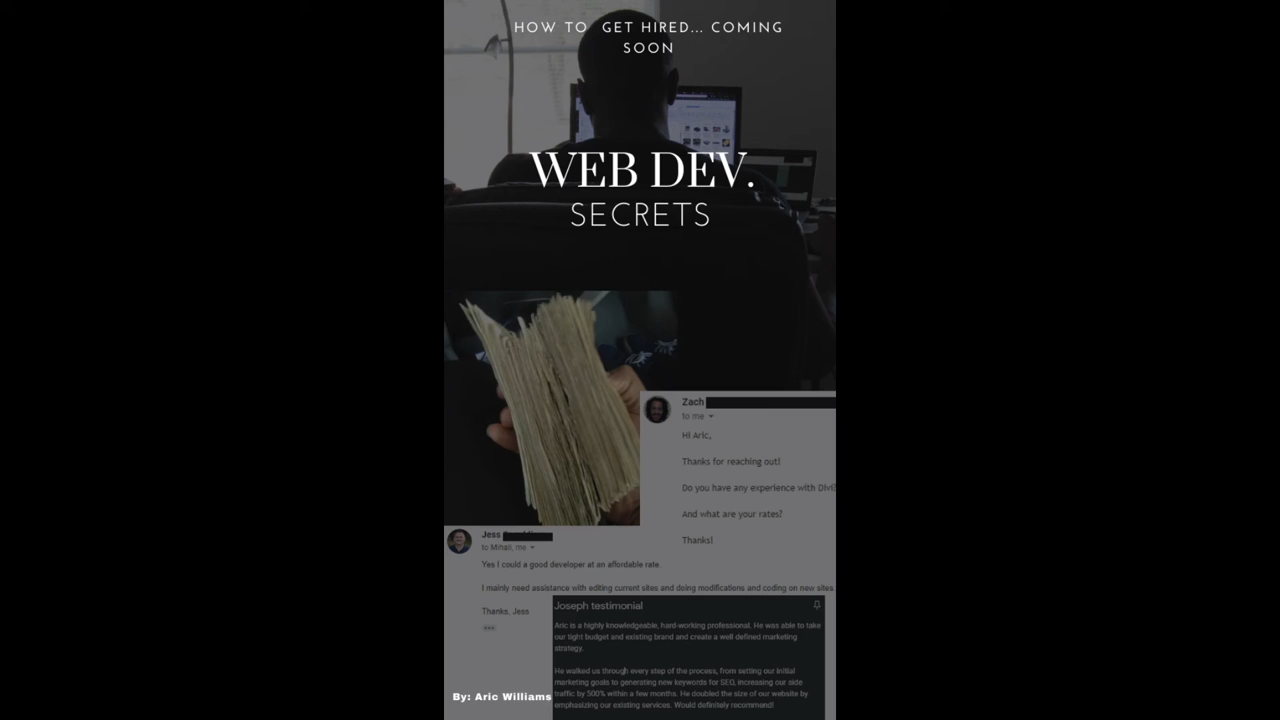 HOW TO GET HIRED... COMING
SOON
WEB DEV.
SECRETS
Zach
to me
Hi Aric,
Thanks for reaching out!
Do you have any experience with Divi?
And what are your rates?
Thanks!
Jess
to Mihali, me
Yes I could a good developer at an affordable rate.
I mainly need assistance with editing current sites and doing modifications and coding on new sites.
Thanks, Jess
Joseph testimonial
Aric is a highly knowledgeable, hard-working professional. He was able to take
our tight budget and existing brand and create a well defined marketing
strategy.
He walked us through every step of the process, from setting our initial
marketing goals to generating new keywords for SEO, increasing our side
traffic by 500% within a few months. He doubled the size of our website by
emphasizing our existing services. Would definitely recommend!
By: Aric Williams